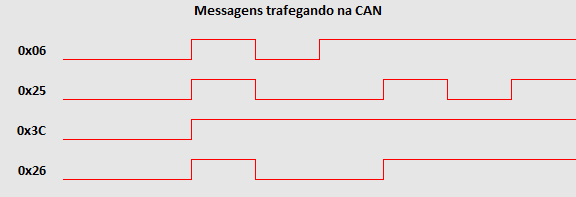 Messagens trafegando na CAN
0x06
0x25
0x3C
0x26